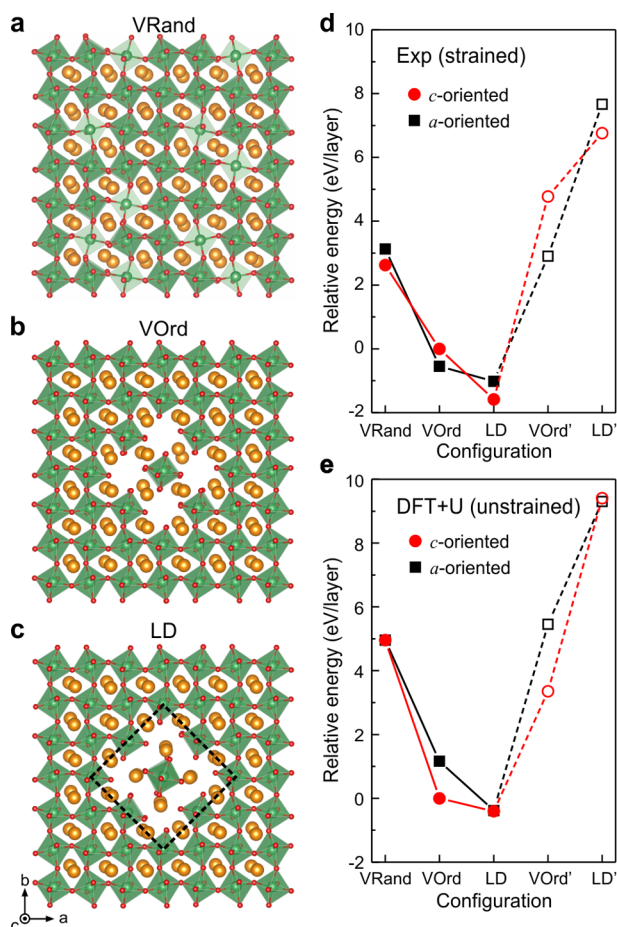 a
VRand
b
VOrd
c
LD
b
c
a
d
Relative energy (eV/layer)
10
8
6
4
2
0
-2
Exp (strained)
c-oriented
a-oriented
VRand VOrd LD VOrd' LD'
Configuration
e
Relative energy (eV/layer)
10
8
6
4
2
0
-2
DFT+U (unstrained)
c-oriented
a-oriented
VRand VOrd LD VOrd' LD'
Configuration